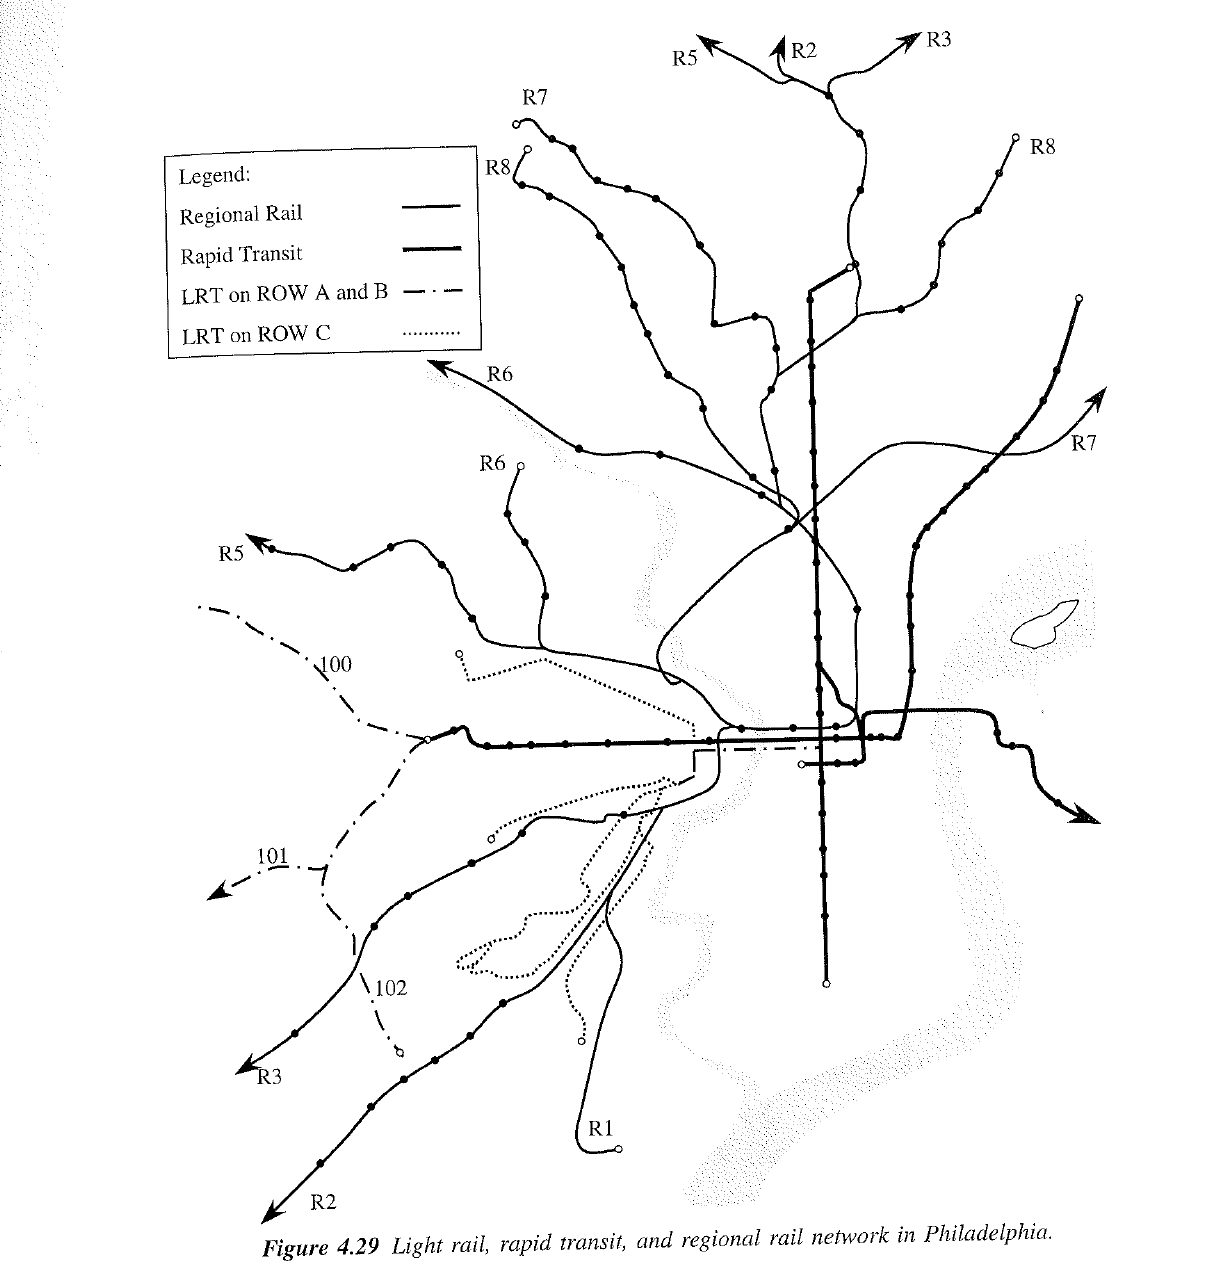 R5
R2
R3
R7
R8
R8
Legend:
Regional Rail
Rapid Transit
LRT on ROW A and B
LRT on ROW C
R6
R7
R6
R5
100
101
102
R3
R1
R2
Figure 4.29 Light rail, rapid transit, and regional rail network in Philadelphia.